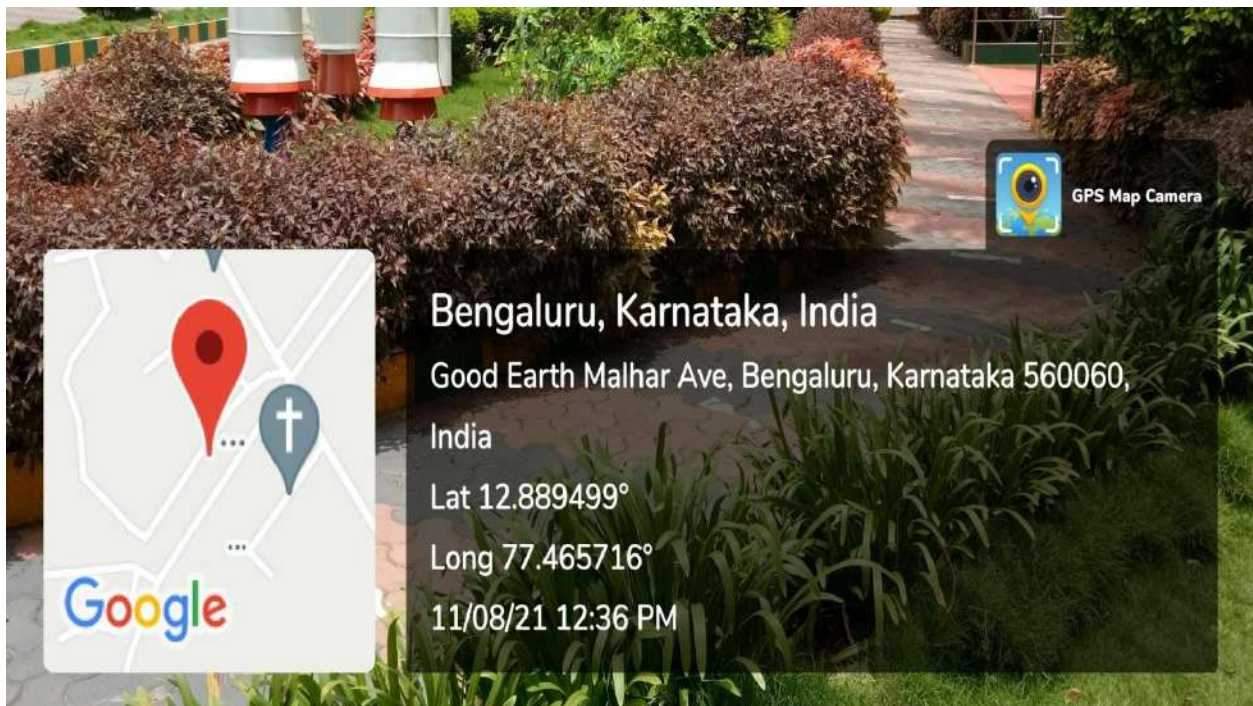 GPS Map Camera
Bengaluru, Karnataka, India
Good Earth Malhar Ave, Bengaluru, Karnataka 560060,
India
Lat 12.889499°
Long 77.465716°
11/08/21 12:36 PM
Google